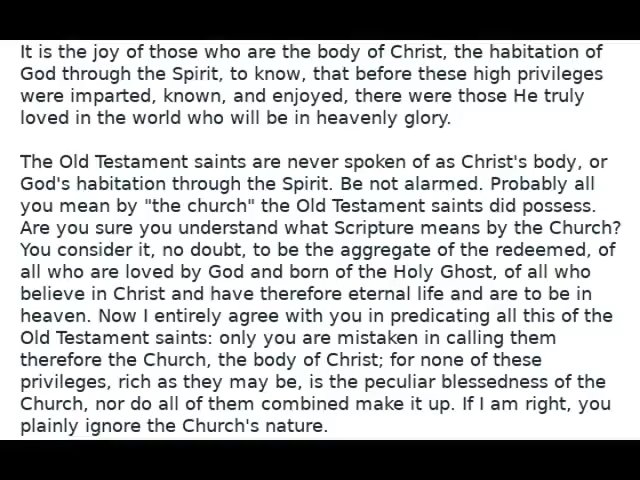 It is the joy of those who are the body of Christ, the habitation of
God through the Spirit, to know, that before these high privileges
were imparted, known, and enjoyed, there were those He truly
loved in the world who will be in heavenly glory.
The Old Testament saints are never spoken of as Christ's body, or
God's habitation through the Spirit. Be not alarmed. Probably all
you mean by "the church" the Old Testament saints did possess.
Are you sure you understand what Scripture means by the Church?
You consider it, no doubt, to be the aggregate of the redeemed, of
all who are loved by God and born of the Holy Ghost, of all who
believe in Christ and have therefore eternal life and are to be in
heaven. Now I entirely agree with you in predicating all this of the
Old Testament saints: only you are mistaken in calling them
therefore the Church, the body of Christ; for none of these
privileges, rich as they may be, is the peculiar blessedness of the
Church, nor do all of them combined make it up. If I am right, you
plainly ignore the Church's nature.